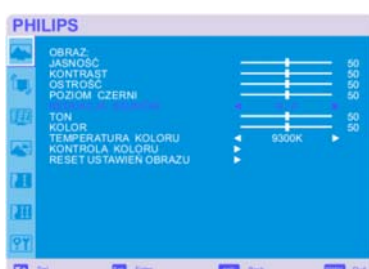 PHILIPS
OBRAZ:
JASNOŚĆ 50
KONTRAST 50
OSTROŚĆ 50
POZIOM CZERNI 50
TON 50
KOLOR 50
TEMPERATURA KOLORU 9300K
KONTROLA KOLORU
RESET USTAWIEŃ OBRAZU